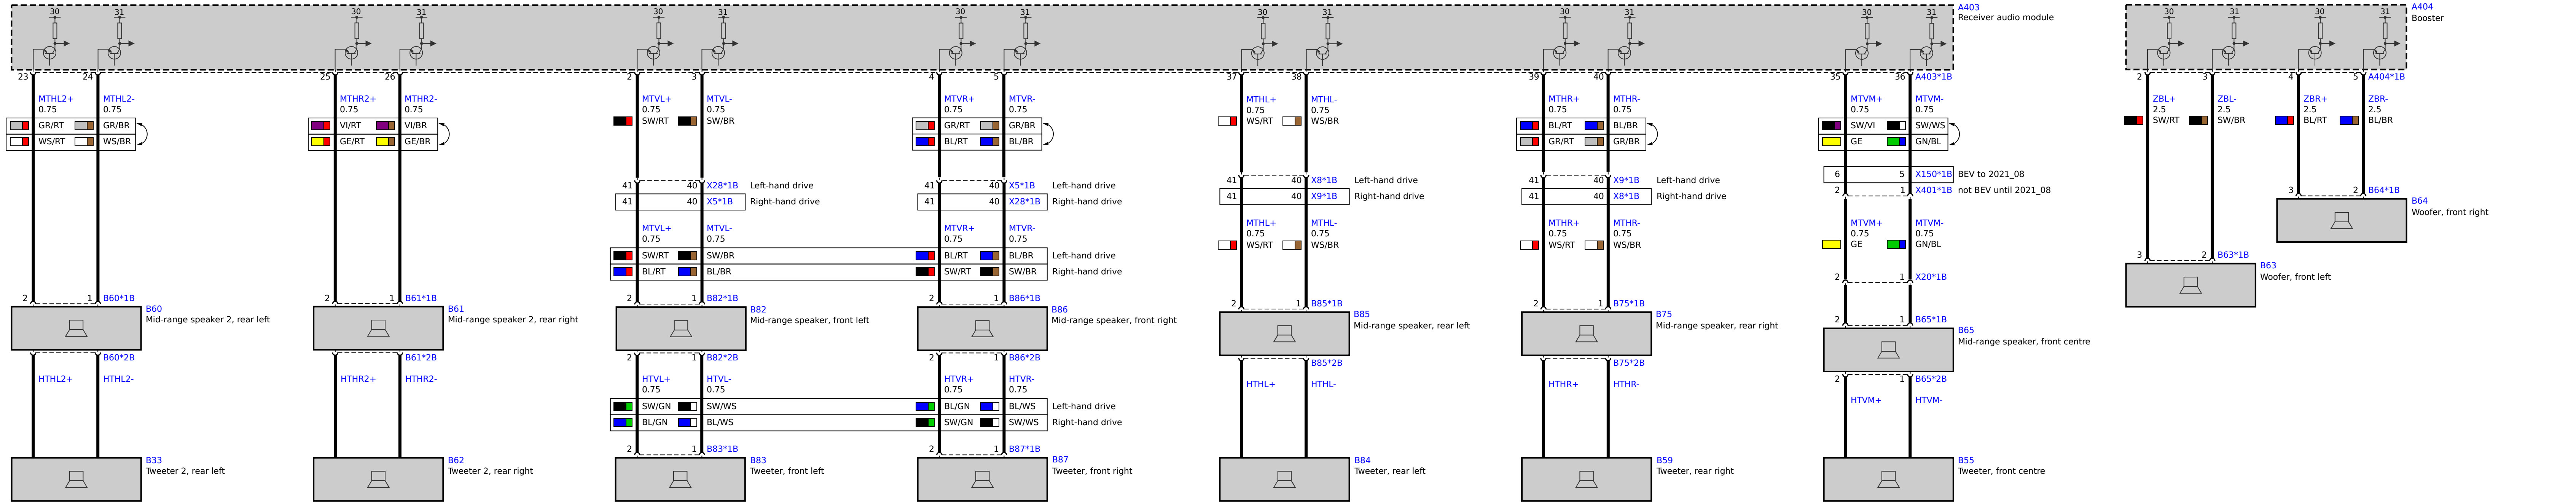 30 31 30 31 30 31 30 31 30 31 30 31 30 31 A403 30 31 30 31 A404
Receiver audio module Booster
23 24 25 26 2 3 4 5 37 38 39 40 35 36 A403*1B 2 3 4 5 A404*1B
MTHL2+ MTHL2- MTHR2+ MTHR2- MTVL+ MTVL- MTVR+ MTVR- MTHL+ MTHL- MTHR+ MTHR- MTVM+ MTVM- ZBL+ ZBL- ZBR+ ZBR-
0.75 0.75 0.75 0.75 0.75 0.75 0.75 0.75 0.75 0.75 0.75 0.75 0.75 0.75 2.5 2.5 2.5 2.5
GR/RT GR/BR VI/RT VI/BR SW/RT SW/BR GR/RT GR/BR WS/RT WS/BR BL/RT BL/BR SW/VI SW/WS SW/RT SW/BR BL/RT BL/BR
WS/RT WS/BR GE/RT GE/BR BL/RT BL/BR GR/RT GR/BR GE GN/BL
6 5 X150*1B BEV to 2021_08
41 40 X28*1B Left-hand drive 41 40 X5*1B Left-hand drive 41 40 X8*1B Left-hand drive 41 40 X9*1B Left-hand drive 2 1 X401*1B not BEV until 2021_08 3 2 B64*1B
41 40 X5*1B Right-hand drive 41 40 X28*1B Right-hand drive 41 40 X9*1B Right-hand drive 41 40 X8*1B Right-hand drive
B64
Woofer, front right
MTVL+ MTVL- MTVR+ MTVR- MTHL+ MTHL- MTHR+ MTHR- MTVM+ MTVM-
0.75 0.75 0.75 0.75 0.75 0.75 0.75 0.75 0.75 0.75
WS/RT WS/BR WS/RT WS/BR GE GN/BL
SW/RT SW/BR BL/RT BL/BR Left-hand drive 3 2 B63*1B
BL/RT BL/BR SW/RT SW/BR Right-hand drive 2 1 X20*1B
B63
Woofer, front left
2 1 B60*1B 2 1 B61*1B 2 1 B82*1B 2 1 B86*1B 2 1 B85*1B 2 1 B75*1B
B60 B61 B82 B86 B85 B75 2 1 B65*1B
Mid-range speaker 2, rear left Mid-range speaker 2, rear right Mid-range speaker, front left Mid-range speaker, front right Mid-range speaker, rear left Mid-range speaker, rear right
B65
Mid-range speaker, front centre
B60*2B B61*2B 2 1 B82*2B 2 1 B86*2B B85*2B B75*2B
2 1 B65*2B
HTHL2+ HTHL2- HTHR2+ HTHR2- HTVL+ HTVL- HTVR+ HTVR- HTHL+ HTHL- HTHR+ HTHR-
0.75 0.75 0.75 0.75
HTVM+ HTVM-
SW/GN SW/WS BL/GN BL/WS Left-hand drive
BL/GN BL/WS SW/GN SW/WS Right-hand drive
2 1 B83*1B 2 1 B87*1B
B33 B62 B83 B87 B84 B59 B55
Tweeter 2, rear left Tweeter 2, rear right Tweeter, front left Tweeter, front right Tweeter, rear left Tweeter, rear right Tweeter, front centre